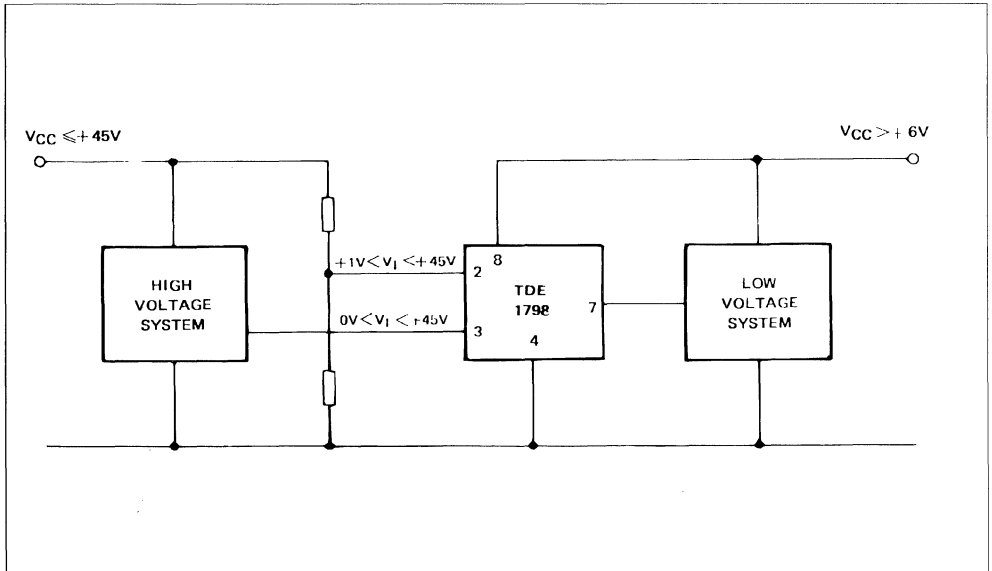 VCC ⩽+ 45V
VCC > + 6V
HIGH
VOLTAGE
SYSTEM
+1V<VI<+45V
0V<VI<+45V
2
3
8
TDE
1798
4
7
LOW
VOLTAGE
SYSTEM